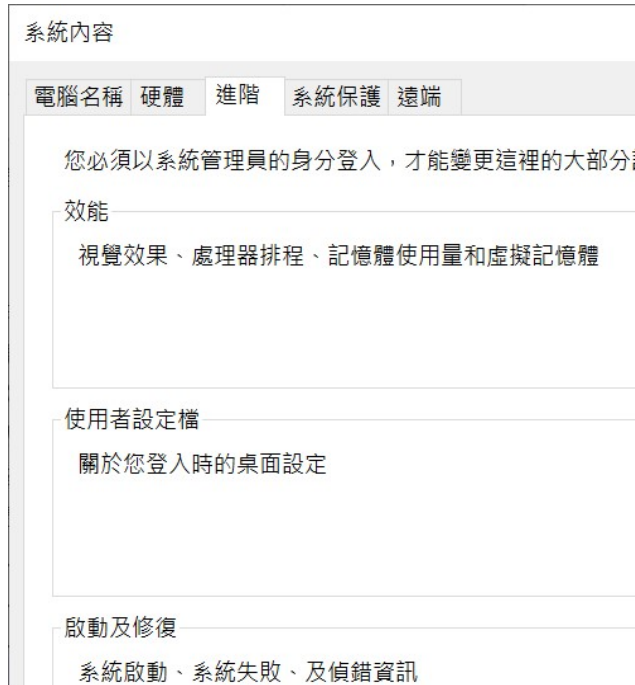 系統內容
電腦名稱 硬體 進階 系統保護 遠端
您必須以系統管理員的身分登入，才能變更這裡的大部分
效能
視覺效果、處理器排程、記憶體使用量和虛擬記憶體
使用者設定檔
關於您登入時的桌面設定
啟動及修復
系統啟動、系統失敗、及偵錯資訊